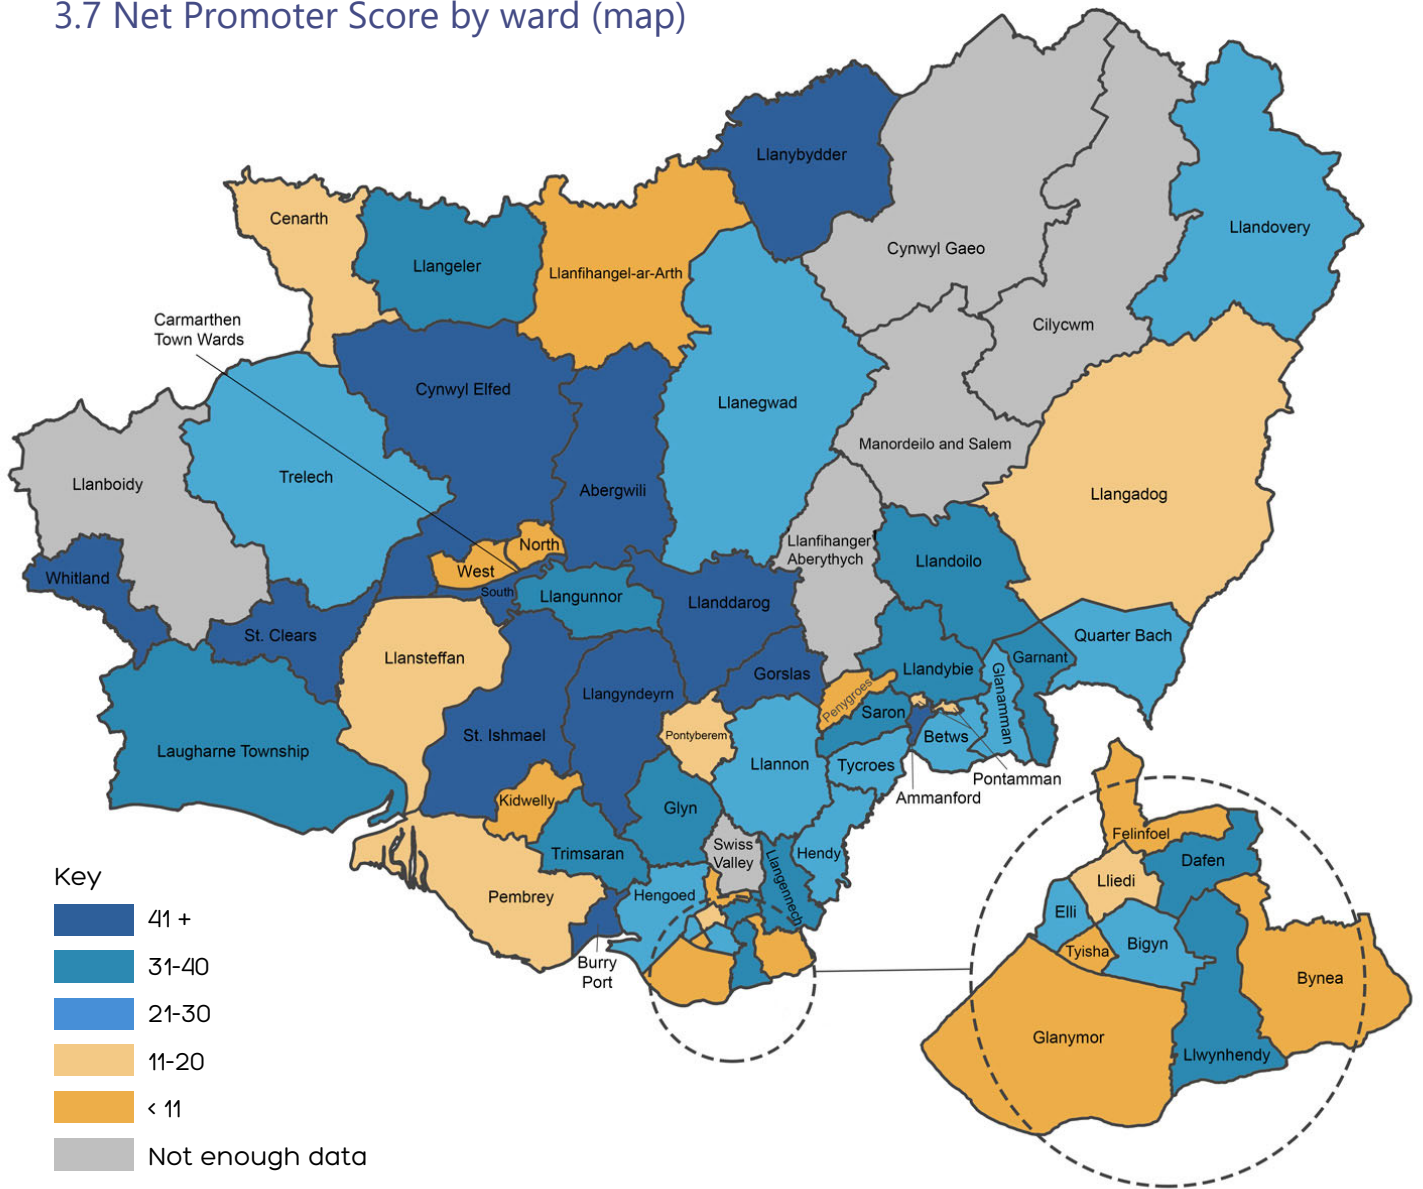 3.7 Net Promoter Score by ward (map)
Llanybydder
Cenarth
Llandovery
Cynwyl Gaeo
Llangeler
Llanfihangel-ar-Arth
Carmarthen
Town Wards
Cilycwm
Cynwyl Elfed
Llanegwad
Manordeilo and Salem
Trelech
Llanboidy
Abergwili
Llangadog
North
Llanfihanger
Aberythych
Llandoilo
West
Whitland
South
Llangunnor
Llanddarog
St. Clears
Quarter Bach
Llansteffan
Garnant
Llandybie
Glanamman
Gorslas
Llangyndeyrn
Penygroes
Saron
St. Ishmael
Pontyberem
Betws
Laugharne Township
Llannon
Tycroes
Pontamman
Ammanford
Kidwelly
Glyn
Felinfoel
Swiss
Valley
Trimsaran
Hendy
Dafen
Llangennech
Key
Lliedi
Pembrey
Hengoed
Elli
41 +
Bigyn
Tyisha
31-40
Burry
Port
Bynea
21-30
Glanymor
Llwynhendy
11-20
< 11
Not enough data